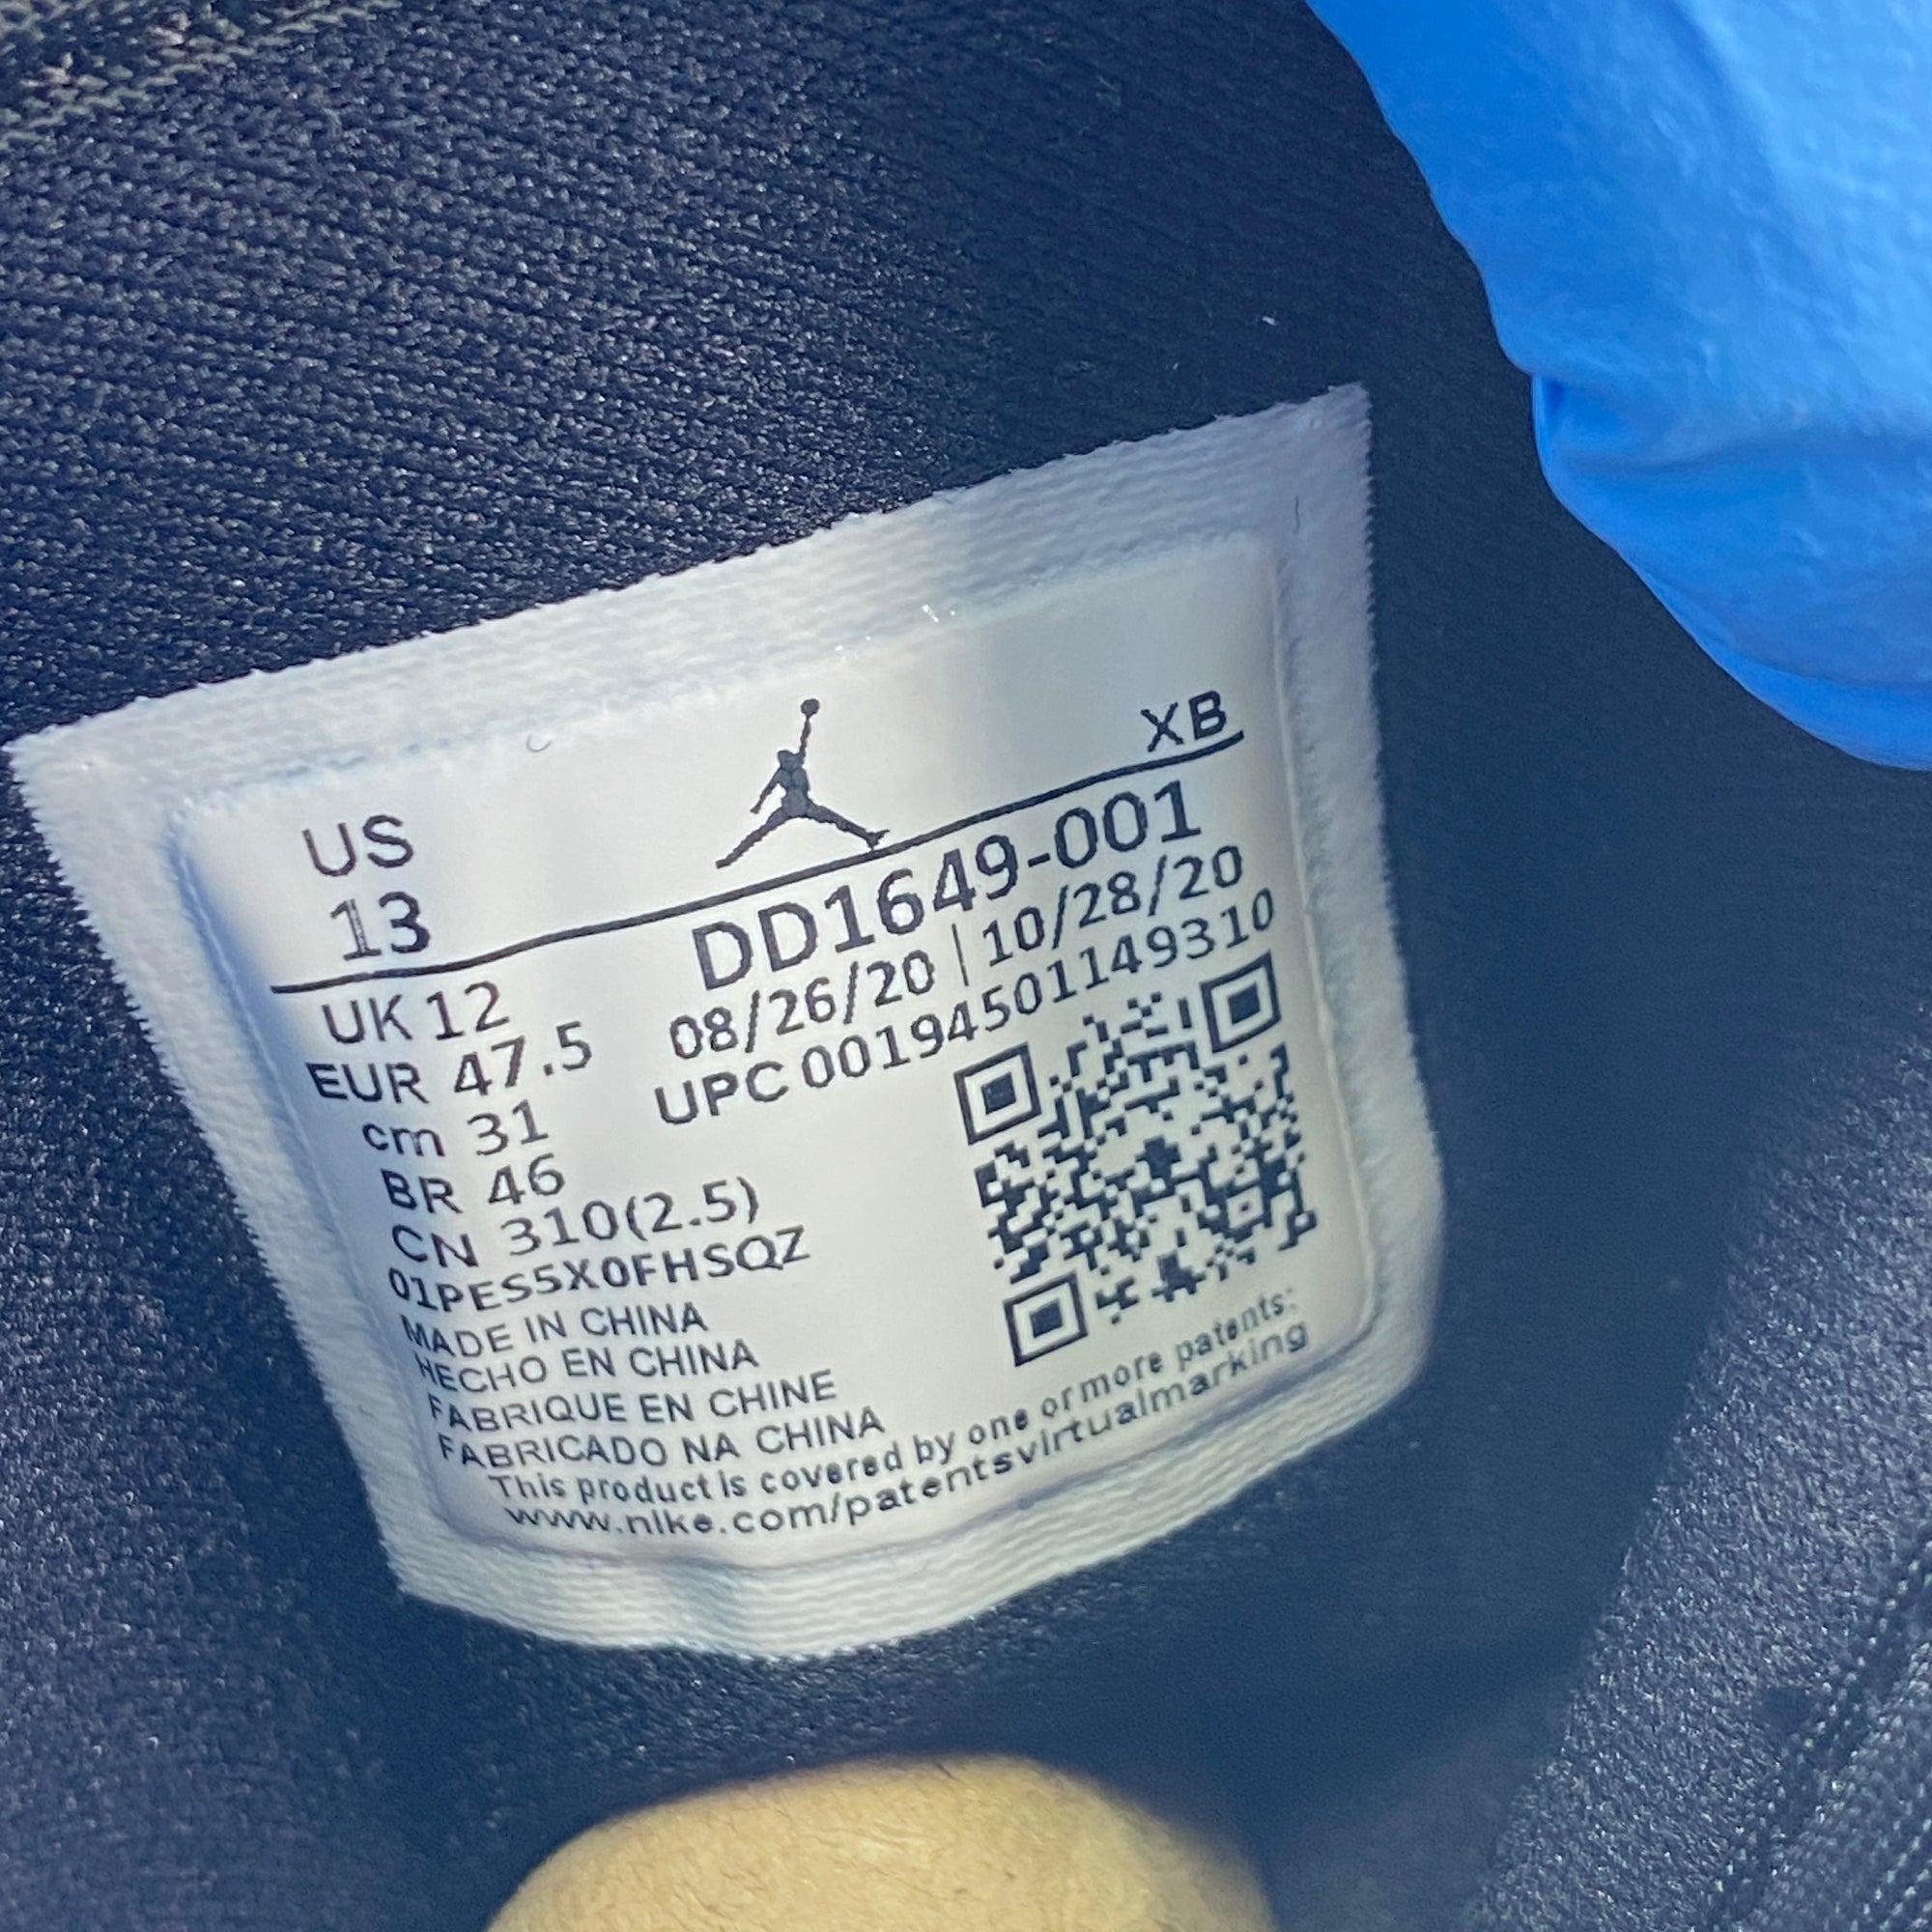 US
13
XB
UK 12
EUR 47.5
cm 31
BR 46
CN 310(2.5)
01PES5X0FHSQZ
DD1649-001
08/26/20 | 10/28/20
UPC 00194501149310
MADE IN CHINA
HECHO EN CHINA
FABRIQUE EN CHINE
FABRICADO NA CHINA
This product is covered by one or more patents:
www.nike.com/patentsvirtualmarking